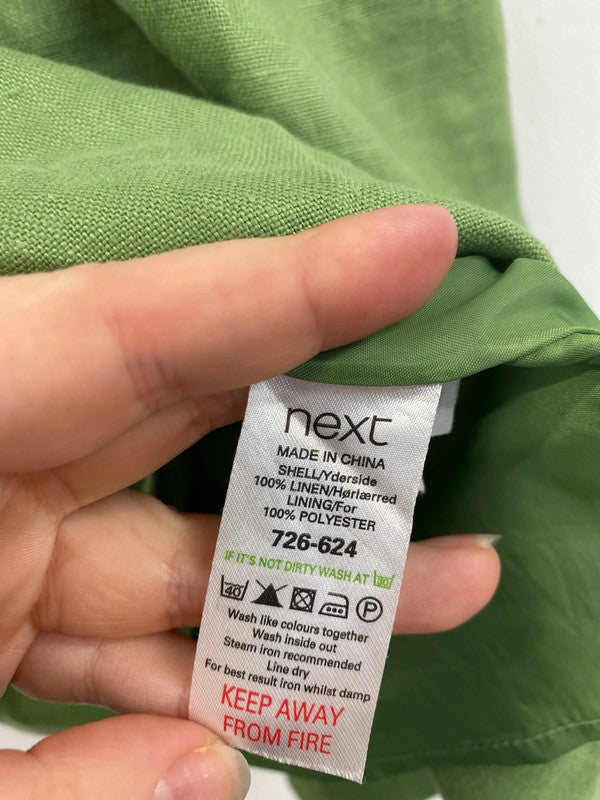 next
MADE IN CHINA
SHELL/Yderside
100% LINEN/Hørlærred
LINING/For
100% POLYESTER
726-624
IF IT'S NOT DIRTY WASH AT 30
40 P
Wash like colours together
Wash inside out
Steam iron recommended
Line dry
For best result iron whilst damp
KEEP AWAY
FROM FIRE